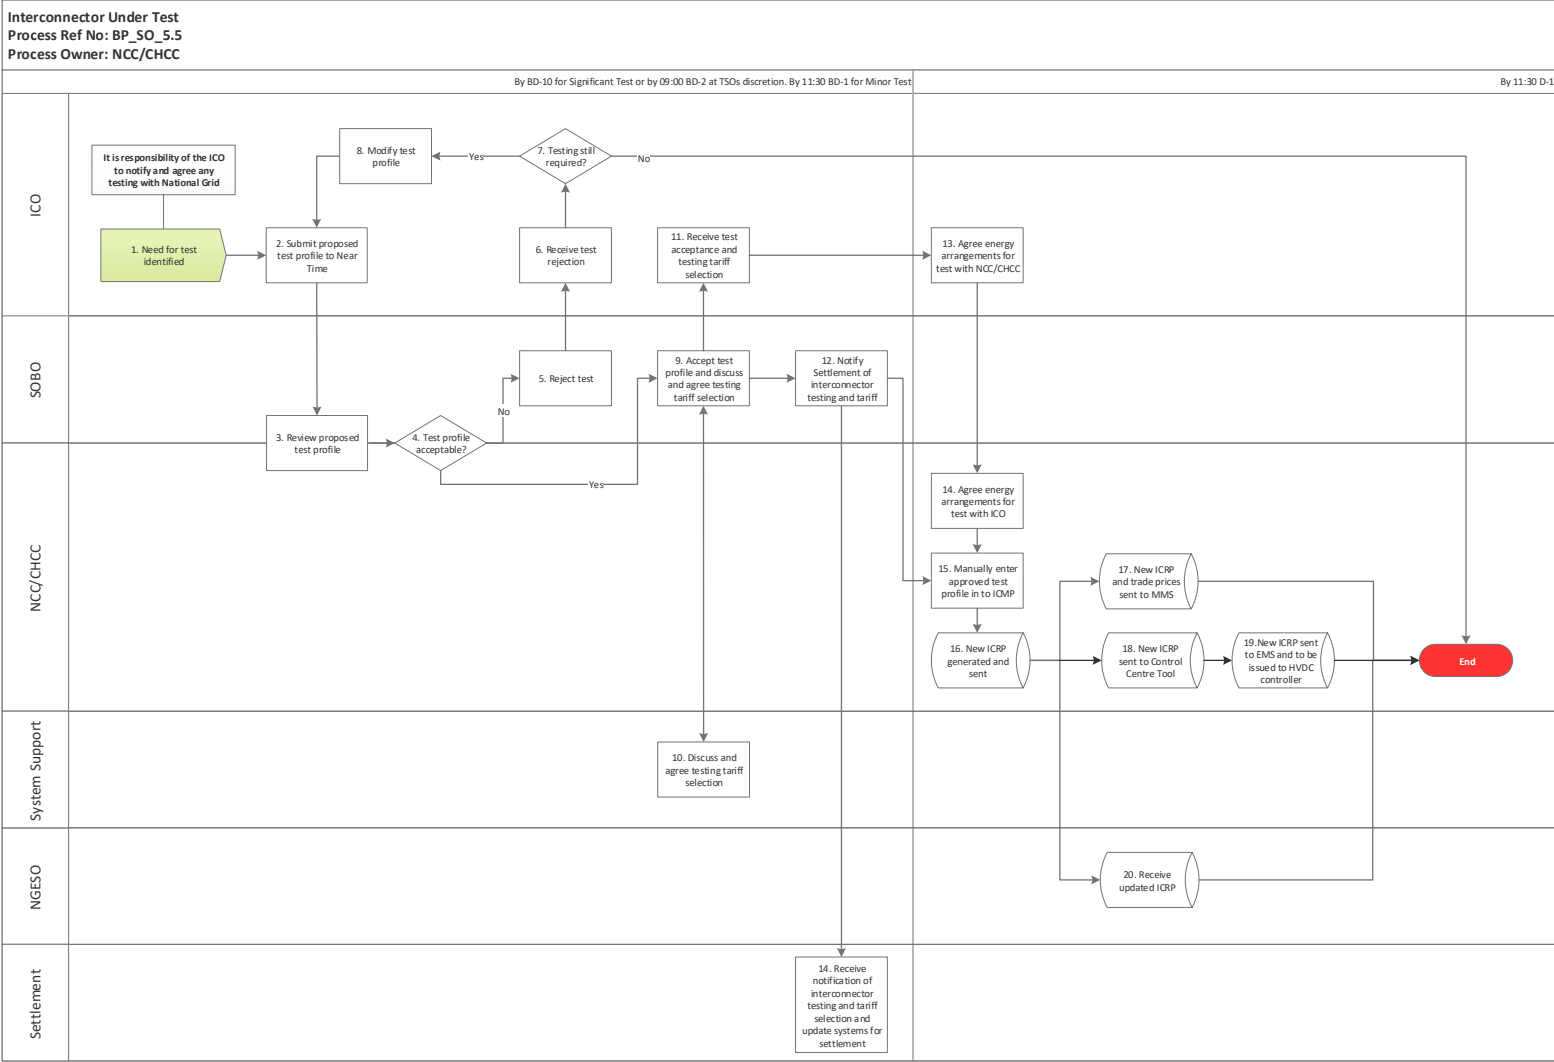 Interconnector Under Test
Process Ref No: BP_SO_5.5
Process Owner: NCC/CHCC
By BD-10 for Significant Test or by 09:00 BD-2 at TSOs discretion. By 11:30 BD-1 for Minor Test
By 11:30 D-1
ICO
It is responsibility of the ICO
to notify and agree any
testing with National Grid
8. Modify test
profile
Yes
7. Testing still
required?
No
1. Need for test
identified
2. Submit proposed
test profile to Near
Time
6. Receive test
rejection
11. Receive test
acceptance and
testing tariff
selection
13. Agree energy
arrangements for
test with NCC/CHCC
SOBO
5. Reject test
9. Accept test
profile and discuss
and agree testing
tariff selection
12. Notify
Settlement of
interconnector
testing and tariff
No
3. Review proposed
test profile
4. Test profile
acceptable?
Yes
NCC/CHCC
14. Agree energy
arrangements for
test with ICO
15. Manually enter
approved test
profile in to ICMP
17. New ICRP
and trade prices
sent to MMS
16. New ICRP
generated and
sent
18. New ICRP
sent to Control
Centre Tool
19.New ICRP sent
to EMS and to be
issued to HVDC
controller
End
System Support
10. Discuss and
agree testing tariff
selection
NGESO
20. Receive
updated ICRP
Settlement
14. Receive
notification of
interconnector
testing and tariff
selection and
update systems for
settlement